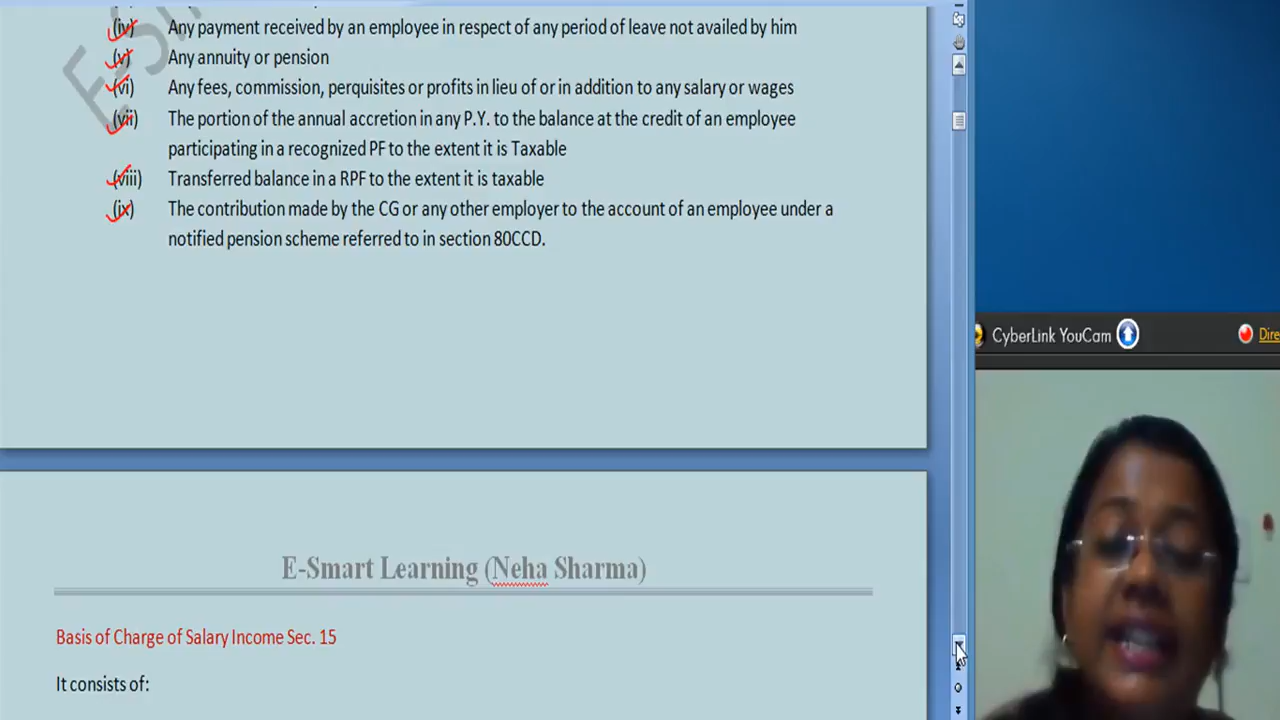 (iv) Any payment received by an employee in respect of any period of leave not availed by him
(v) Any annuity or pension
(vi) Any fees, commission, perquisites or profits in lieu of or in addition to any salary or wages
(vii) The portion of the annual accretion in any P.Y. to the balance at the credit of an employee
participating in a recognized PF to the extent it is Taxable
(viii) Transferred balance in a RPF to the extent it is taxable
(ix) The contribution made by the CG or any other employer to the account of an employee under a
notified pension scheme referred to in section 80CCD.
CyberLink YouCam
Dire
E-Smart Learning (Neha Sharma)
Basis of Charge of Salary Income Sec. 15
It consists of: